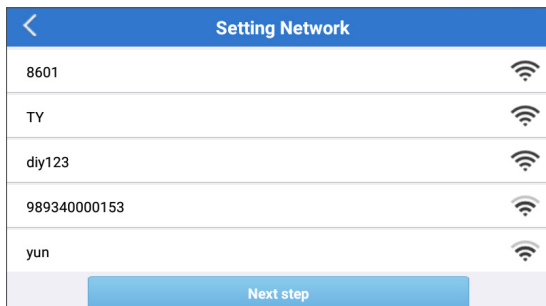 Setting Network
8601
TY
diy123
989340000153
yun
Next step